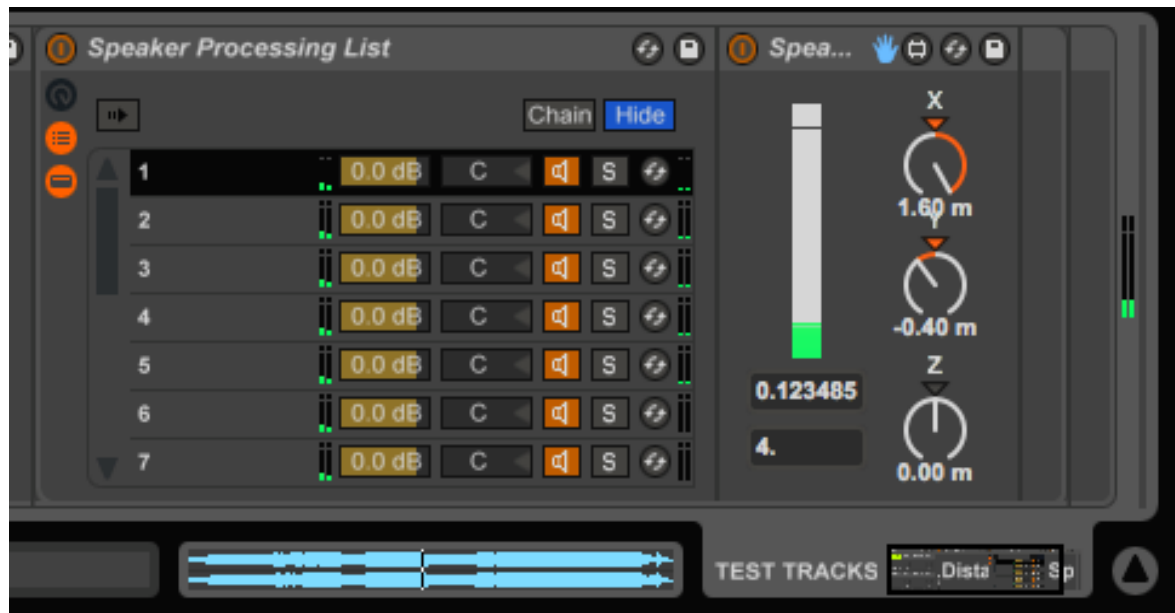 Speaker Processing List
Spea...
Chain Hide
1 0.0 dB C S
2 0.0 dB C S
3 0.0 dB C S
4 0.0 dB C S
5 0.0 dB C S
6 0.0 dB C S
7 0.0 dB C S
X
1.60 m
Y
-0.40 m
Z
0.00 m
0.123485
4.
TEST TRACKS
Dista
Sp